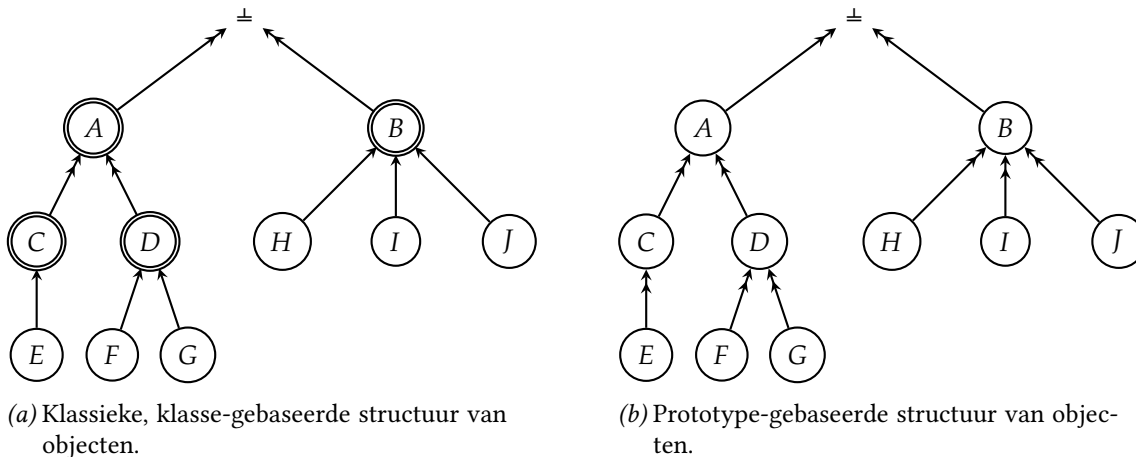 ⫨ ⫨
A B A B
C D H I J C D H I J
E F G E F G
(a) Klassieke, klasse-gebaseerde structuur van
objecten.
(b) Prototype-gebaseerde structuur van objec-
ten.